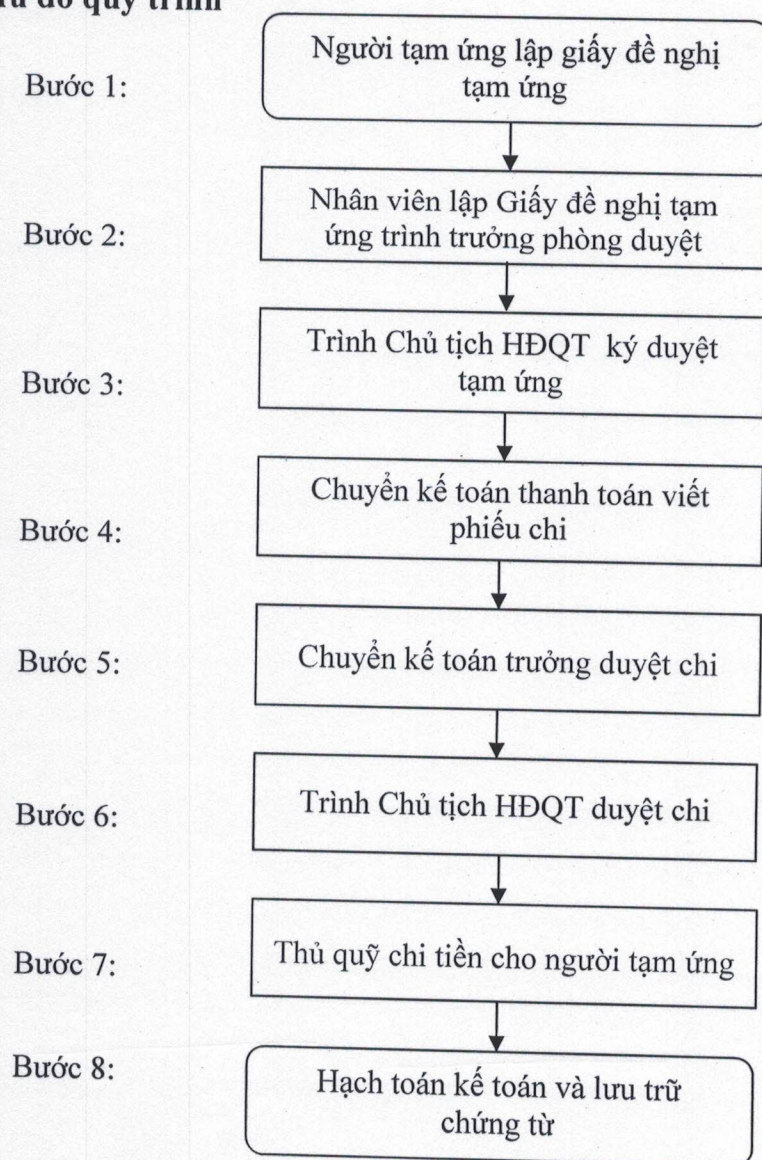 đồ quy trình
Bước 1:
Người tạm ứng lập giấy đề nghị
tạm ứng
Bước 2:
Nhân viên lập Giấy đề nghị tạm
ứng trình trưởng phòng duyệt
Bước 3:
Trình Chủ tịch HĐQT ký duyệt
tạm ứng
Bước 4:
Chuyển kế toán thanh toán viết
phiếu chi
Bước 5:
Chuyển kế toán trưởng duyệt chi
Bước 6:
Trình Chủ tịch HĐQT duyệt chi
Bước 7:
Thủ quỹ chi tiền cho người tạm ứng
Bước 8:
Hạch toán kế toán và lưu trữ
chứng từ